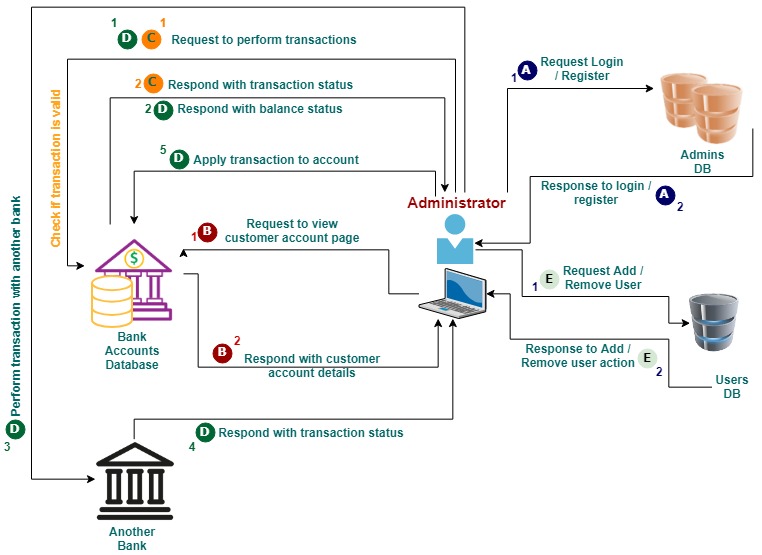 1 D C 1 Request to perform transactions
2 C Respond with transaction status
2 D Respond with balance status
5 D Apply transaction to account
Check if transaction is valid
Perform transaction with another bank
D
3
1 A Request Login
/ Register
Admins
DB
Response to login /
register
A 2
Administrator
1 B Request to view
customer account page
$
Bank
Accounts
Database
1 E Request Add /
Remove User
B 2
Respond with customer
account details
Response to Add /
Remove user action
E 2
Users
DB
D 4 Respond with transaction status
Another
Bank